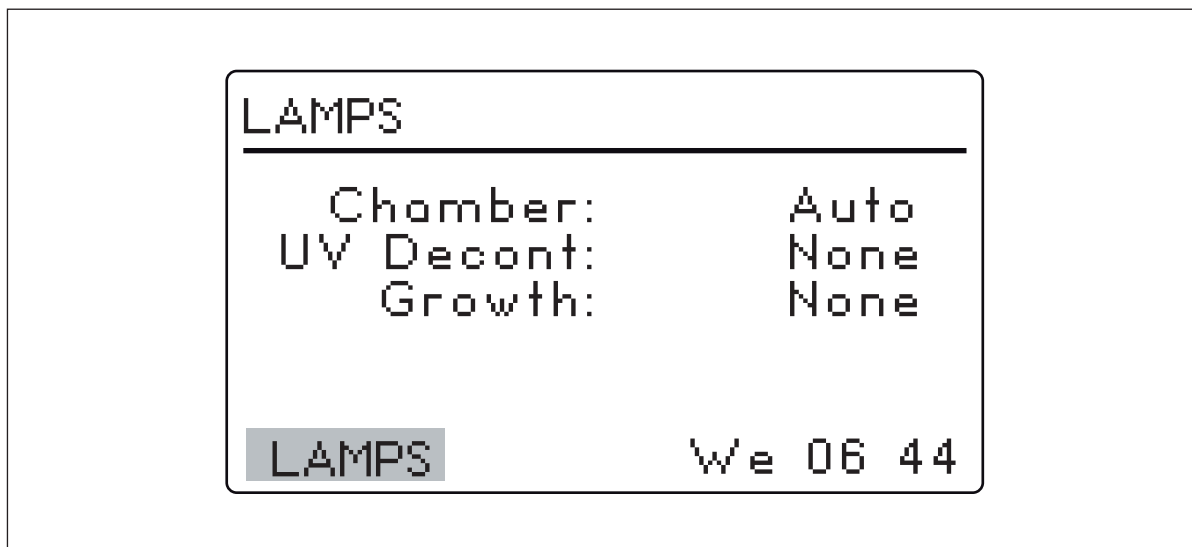 LAMPS
Chamber: Auto
UV Decont: None
Growth: None
LAMPS We 06 44